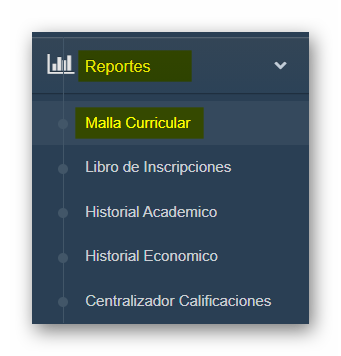 Reportes
Malla Curricular
Libro de Inscripciones
Historial Academico
Historial Economico
Centralizador Calificaciones